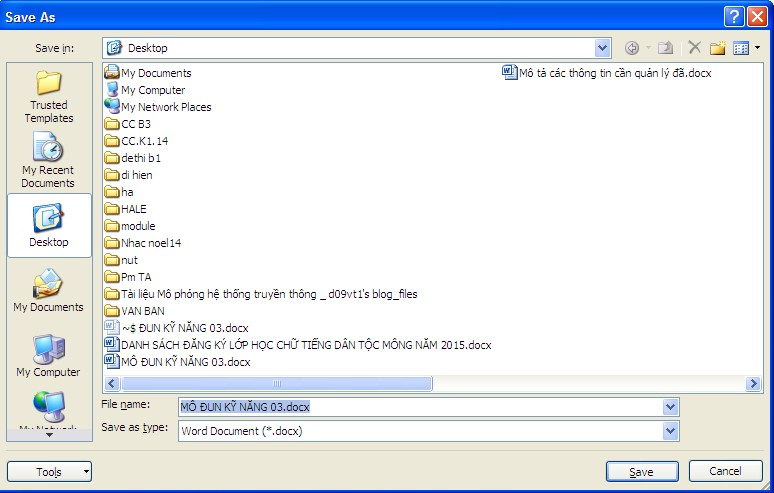 Save As
Save in:
Desktop
Trusted
Templates
My Recent
Documents
Desktop
My Documents
My Computer
My Documents
My Computer
My Network Places
CC B3
CC.K1.14
dethi b1
di hien
ha
HALE
module
Nhac noel14
nut
Pm TA
Tài liệu Mô phỏng hệ thống truyền thông _ d09vt1's blog_files
VAN BAN
~$ ĐUN KỸ NĂNG 03.docx
DANH SÁCH ĐĂNG KÝ LỚP HỌC CHỮ TIẾNG DÂN TỘC MÔNG NĂM 2015.docx
MÔ ĐUN KỸ NĂNG 03.docx
Mô tả các thông tin cần quản lý đã.docx
File name:
MÔ ĐUN KỸ NĂNG 03.docx
Save as type:
Word Document (*.docx)
Tools
Save
Cancel